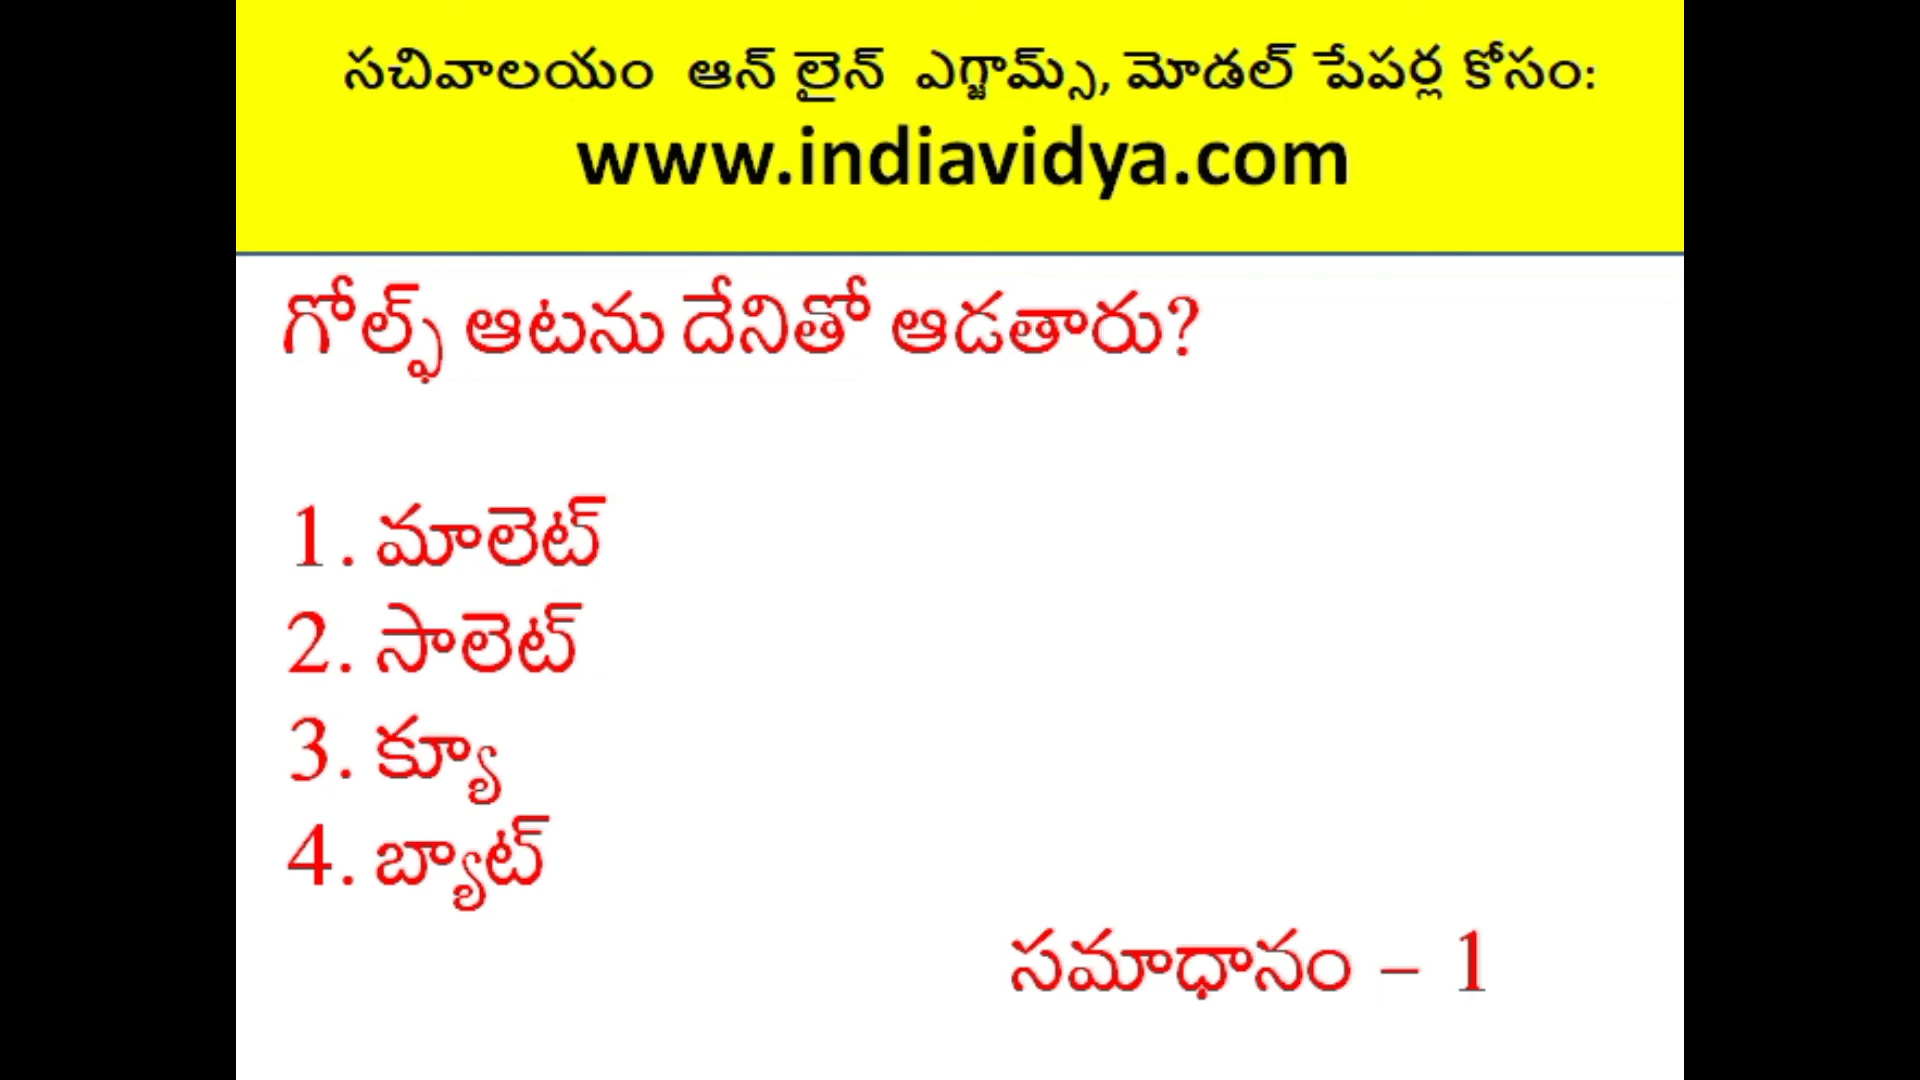 సచివాలయం ఆన్ లైన్ ఎగ్జామ్స్, మోడల్ పేపర్ల కోసం:
www.indiavidya.com
గోల్ఫ్ ఆటను దేనితో ఆడతారు?
1. మాలెట్
2. సాలెట్
3. క్యూ
4. బ్యాట్
సమాధానం – 1